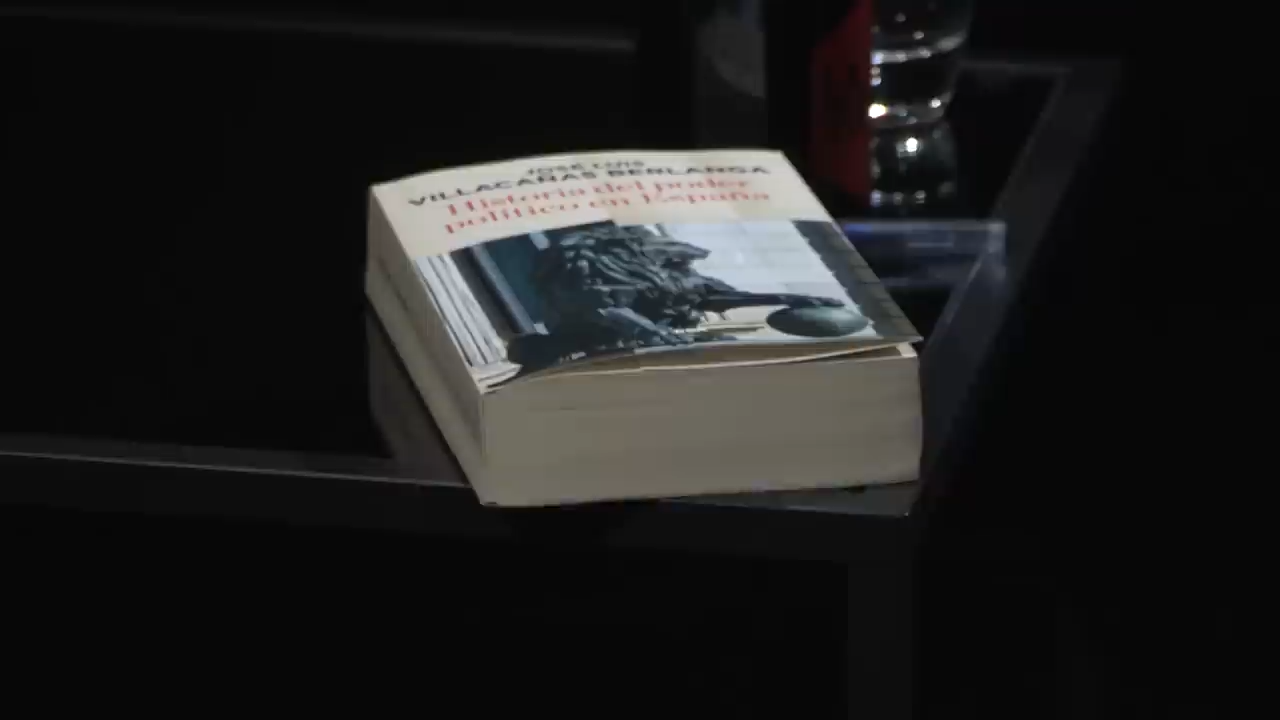 JOSÉ LUIS
VILLACAÑAS BERLANGA
Historia del poder
político en España